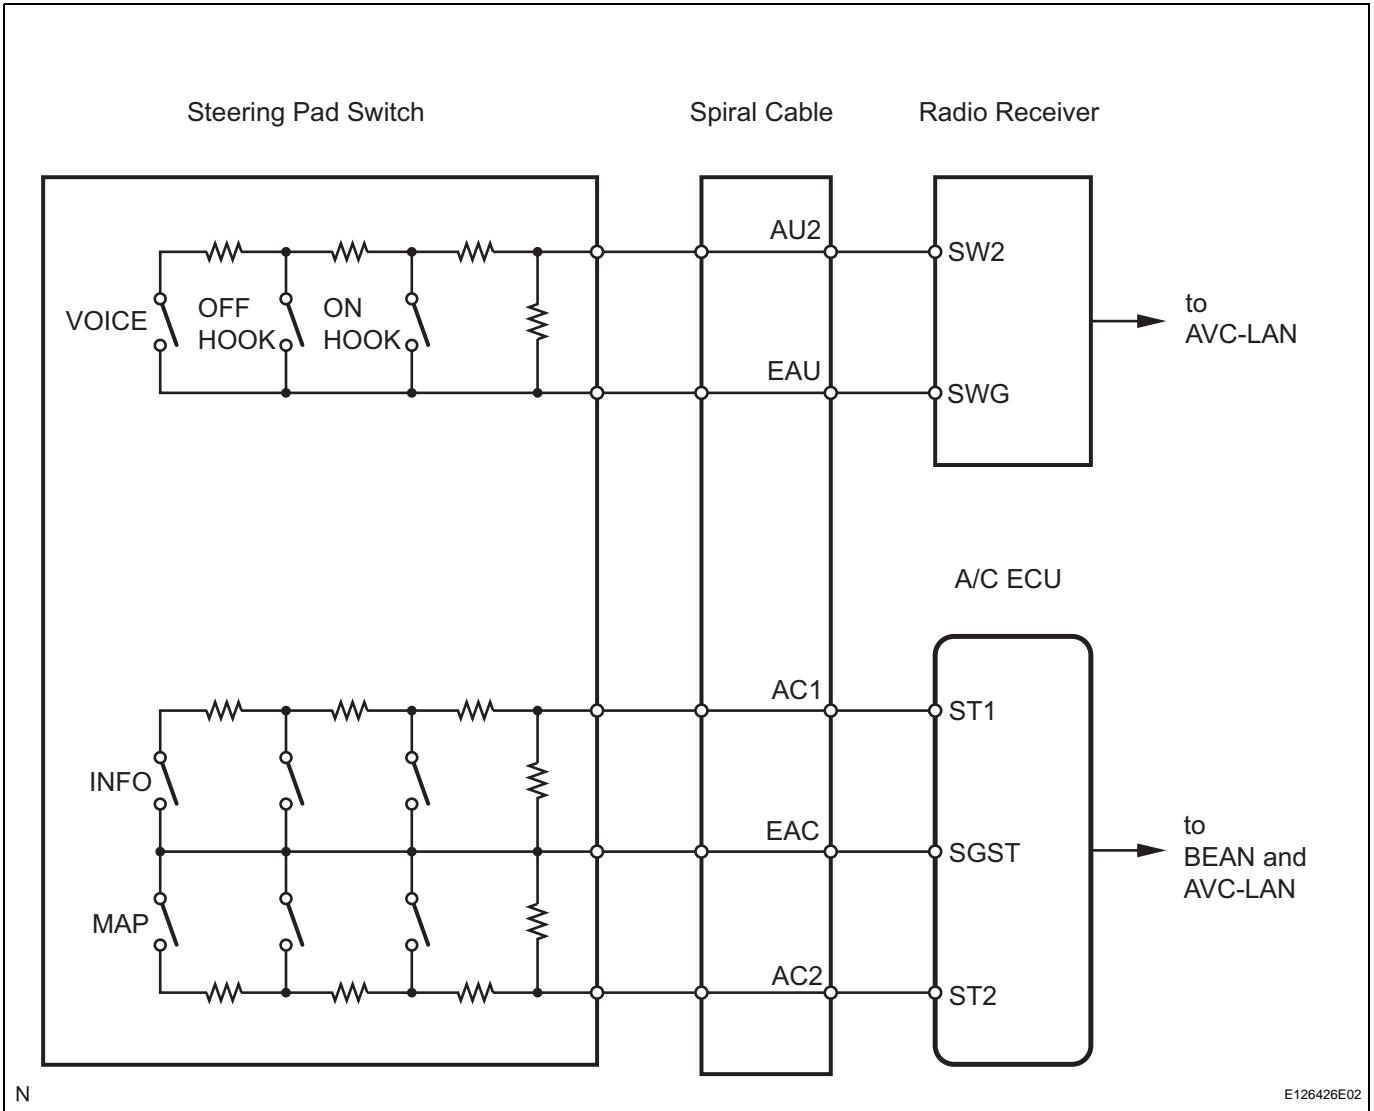 Steering Pad Switch
Spiral Cable
Radio Receiver
AU2
SW2
VOICE
OFF
HOOK
ON
HOOK
to
AVC-LAN
EAU
SWG
A/C ECU
AC1
ST1
INFO
EAC
SGST
to
BEAN and
AVC-LAN
MAP
AC2
ST2
N
E126426E02